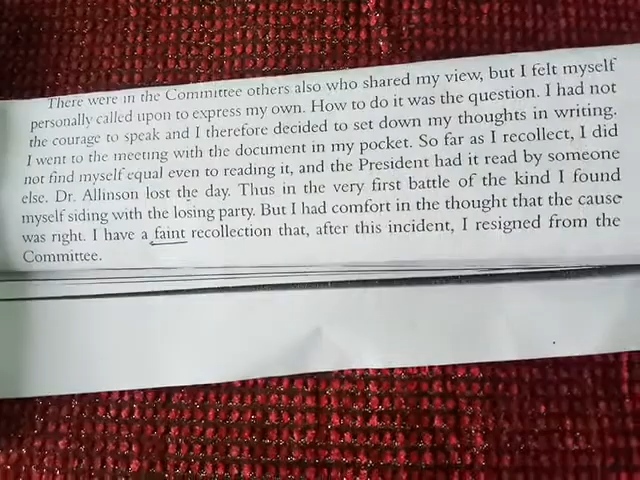 There were in the Committee others also who shared my view, but I felt myself
personally called upon to express my own. How to do it was the question. I had not
the courage to speak and I therefore decided to set down my thoughts in writing.
I went to the meeting with the document in my pocket. So far as I recollect, I did
not find myself equal even to reading it, and the President had it read by someone
else. Dr. Allinson lost the day. Thus in the very first battle of the kind I found
myself siding with the losing party. But I had comfort in the thought that the cause
was right. I have a faint recollection that, after this incident, I resigned from the
Committee.